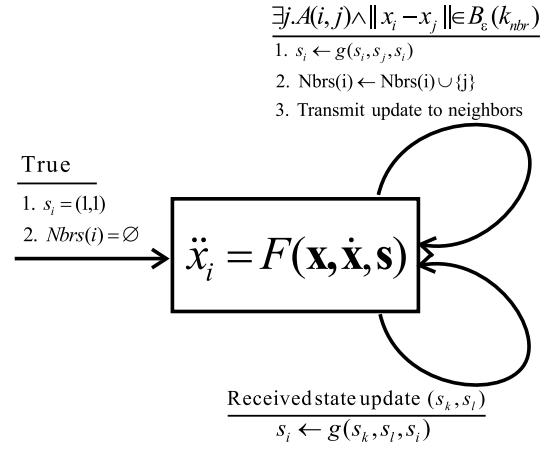 ∃j.A(i, j)∧‖ x_i − x_j ‖∈ B_ε(k_nbr)
1. s_i ← g(s_i, s_j, s_i)
2. Nbrs(i) ← Nbrs(i) ∪ {j}
3. Transmit update to neighbors
True
1. s_i = (1,1)
2. Nbrs(i) = ∅
ẍ_i = F(x, ẋ, s)
Received state update (s_k, s_l)
s_i ← g(s_k, s_l, s_i)